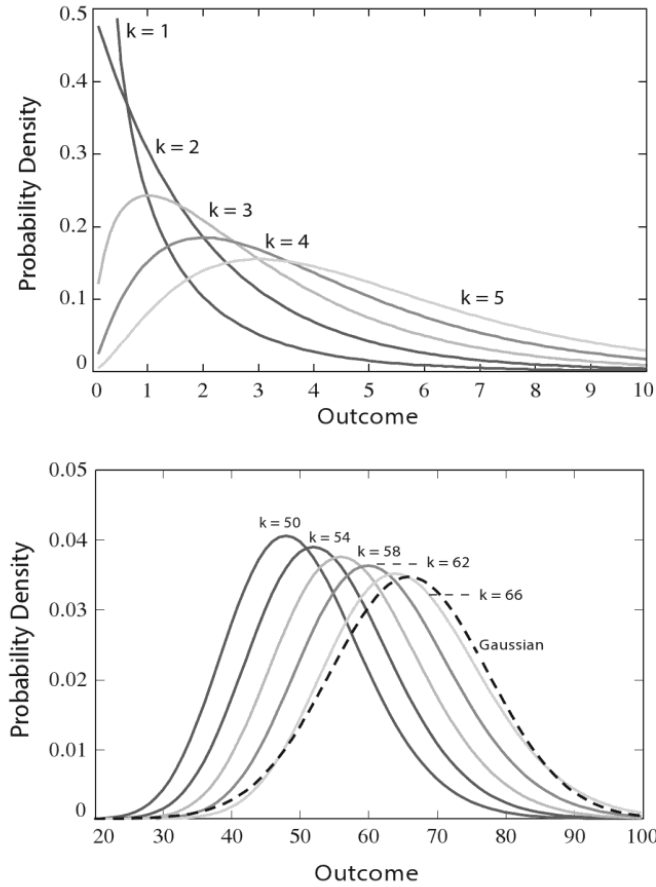 0.5
k = 1
0.4
0.3
k = 2
0.2
k = 3
k = 4
0.1
k = 5
0
0 1 2 3 4 5 6 7 8 9 10
Probability Density
Outcome
0.05
k = 50
0.04
k = 54
k = 58
k = 62
k = 66
0.03
Gaussian
0.02
0.01
0
20 30 40 50 60 70 80 90 100
Probability Density
Outcome